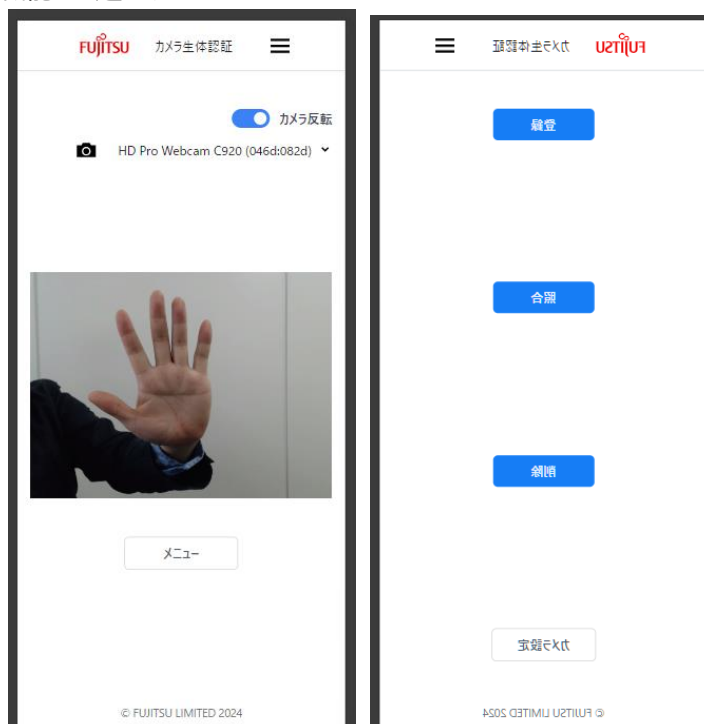 FUJITSU カメラ生体認証
カメラ反転
HD Pro Webcam C920 (046d:082d)
メニュー
© FUJITSU LIMITED 2024
FUJITSU カメラ生体認証
登録
照合
削除
カメラ設定
© FUJITSU LIMITED 2024